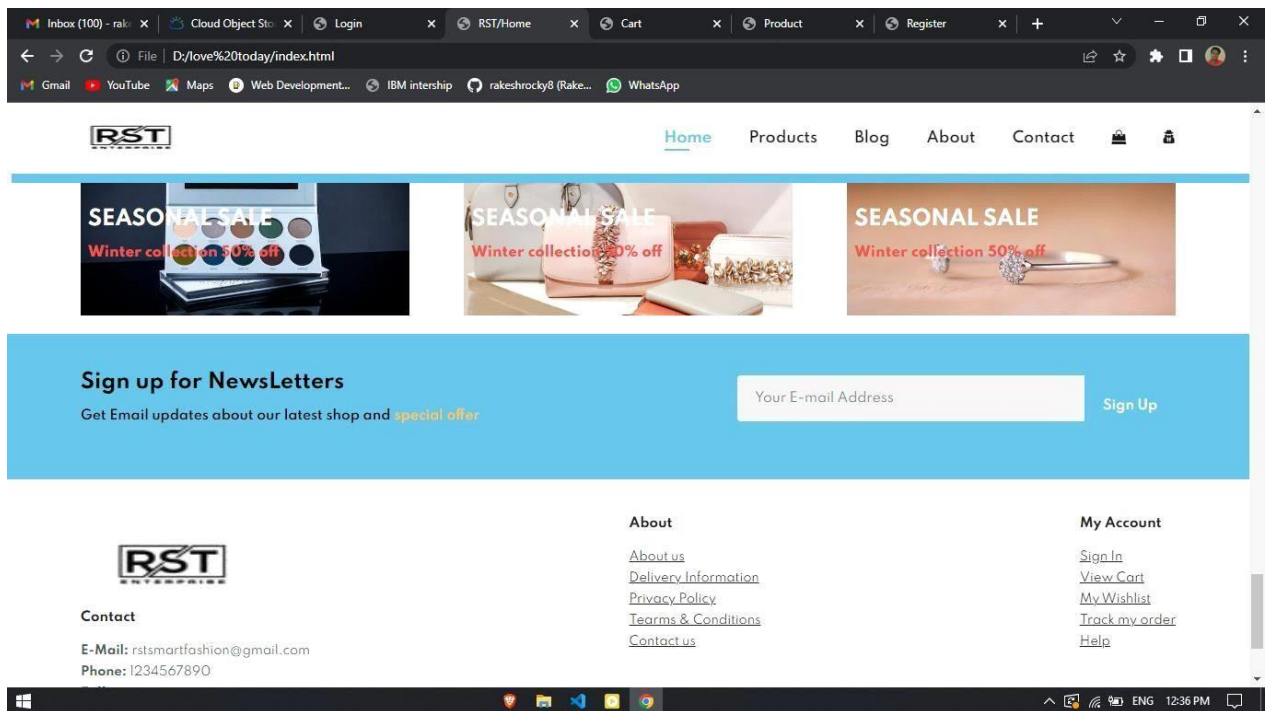 Inbox (100) - rak
Cloud Object Sto
Login
RST/Home
Cart
Product
Register
File D:/love%20today/index.html
Gmail
YouTube
Maps
Web Development...
IBM intership
rakeshrocky8 (Rake...
WhatsApp
RST
ENTERPRISE
Home Products Blog About Contact
SEASONAL SALE
Winter collection 50% off
SEASONAL SALE
Winter collection 50% off
SEASONAL SALE
Winter collection 50% off
Sign up for NewsLetters
Get Email updates about our latest shop and special offer
Your E-mail Address
Sign Up
RST
ENTERPRISE
Contact
E-Mail: rstsmartfashion@gmail.com
Phone: 1234567890
About
About us
Delivery Information
Privacy Policy
Tearms & Conditions
Contact us
My Account
Sign In
View Cart
My Wishlist
Track my order
Help
ENG 12:36 PM